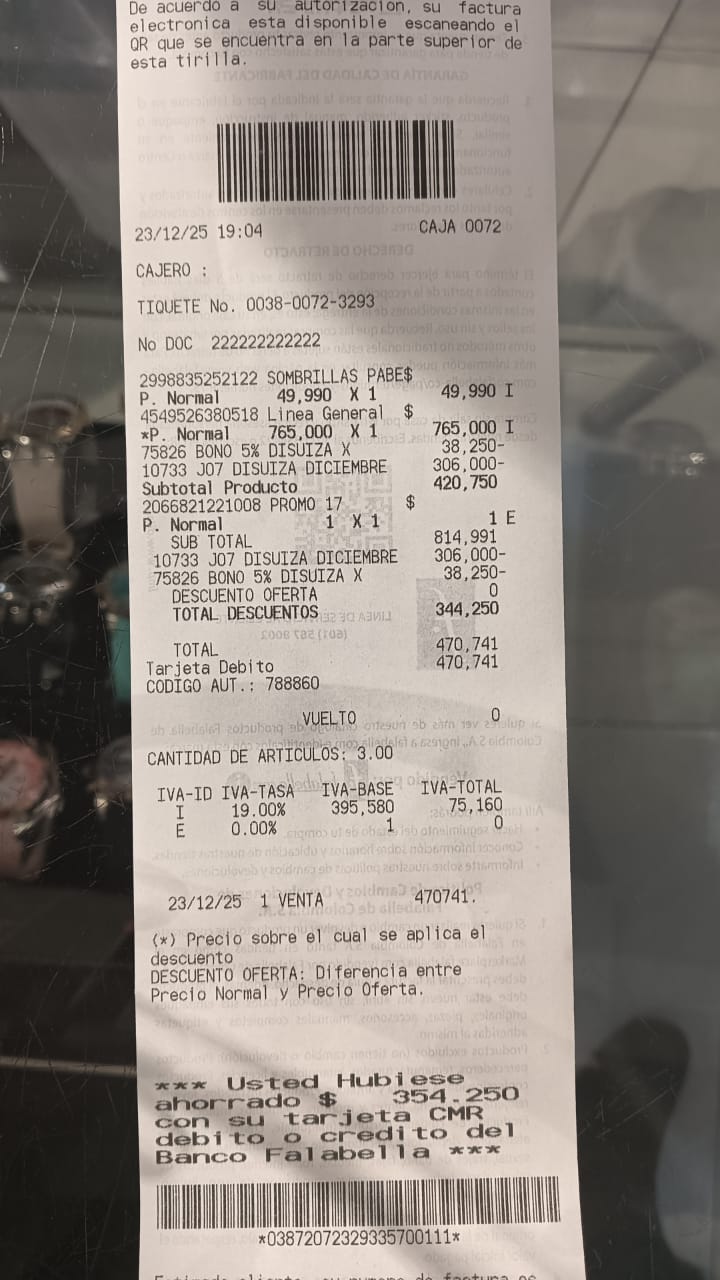 De acuerdo a su autorizacion, su factura
electronica esta disponible escaneando el
QR que se encuentra en la parte superior de
esta tirilla.
23/12/25 19:04 CAJA 0072
CAJERO :
TIQUETE No. 0038-0072-3293
No DOC 222222222222
2998835252122 SOMBRILLAS PABE$
P. Normal 49,990 X 1 49,990 I
4549526380518 Linea General $
*P. Normal 765,000 X 1 765,000 I
75826 BONO 5% DISUIZA X 38,250-
10733 J07 DISUIZA DICIEMBRE 306,000-
Subtotal Producto 420,750
2066821221008 PROMO 17 $
P. Normal 1 X 1 1 E
SUB TOTAL 814,991
10733 J07 DISUIZA DICIEMBRE 306,000-
75826 BONO 5% DISUIZA X 38,250-
DESCUENTO OFERTA 0
TOTAL DESCUENTOS 344,250
TOTAL 470,741
Tarjeta Debito 470,741
CODIGO AUT.: 788860
VUELTO 0
CANTIDAD DE ARTICULOS: 3.00
IVA-ID IVA-TASA IVA-BASE IVA-TOTAL
I 19.00% 395,580 75,160
E 0.00% 1 0
23/12/25 1 VENTA 470741.
(*) Precio sobre el cual se aplica el
descuento
DESCUENTO OFERTA: Diferencia entre
Precio Normal y Precio Oferta.
*** Usted Hubiese
ahorrado $ 354.250
con su tarjeta CMR
debito o credito del
Banco Falabella ***
*03872072329335700111*